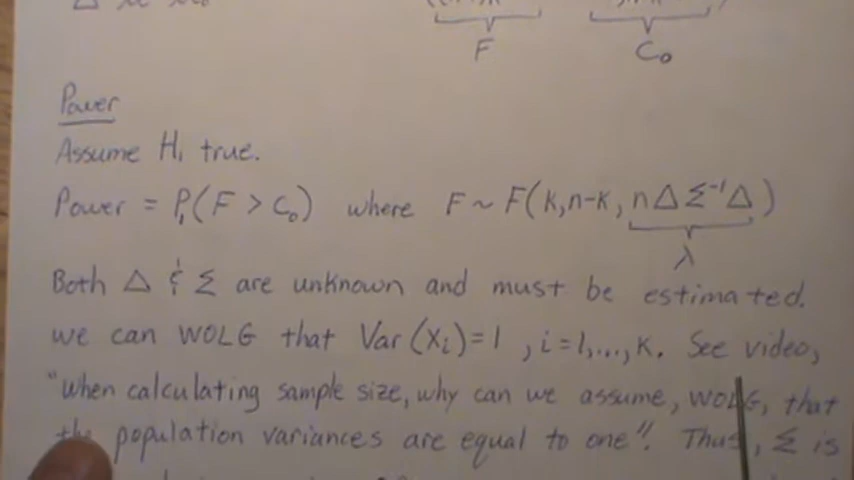 F
C₀
Power
Assume H₁ true.
Power = P₁(F > C₀) where F ~ F(k, n-k, nΔΣ⁻¹Δ)
λ
Both Δ & Σ are unknown and must be estimated.
we can WOLG that Var(Xᵢ)=1, i=1,...,k. See video,
"when calculating sample size, why can we assume, WOLG, that
the population variances are equal to one". Thus, Σ is